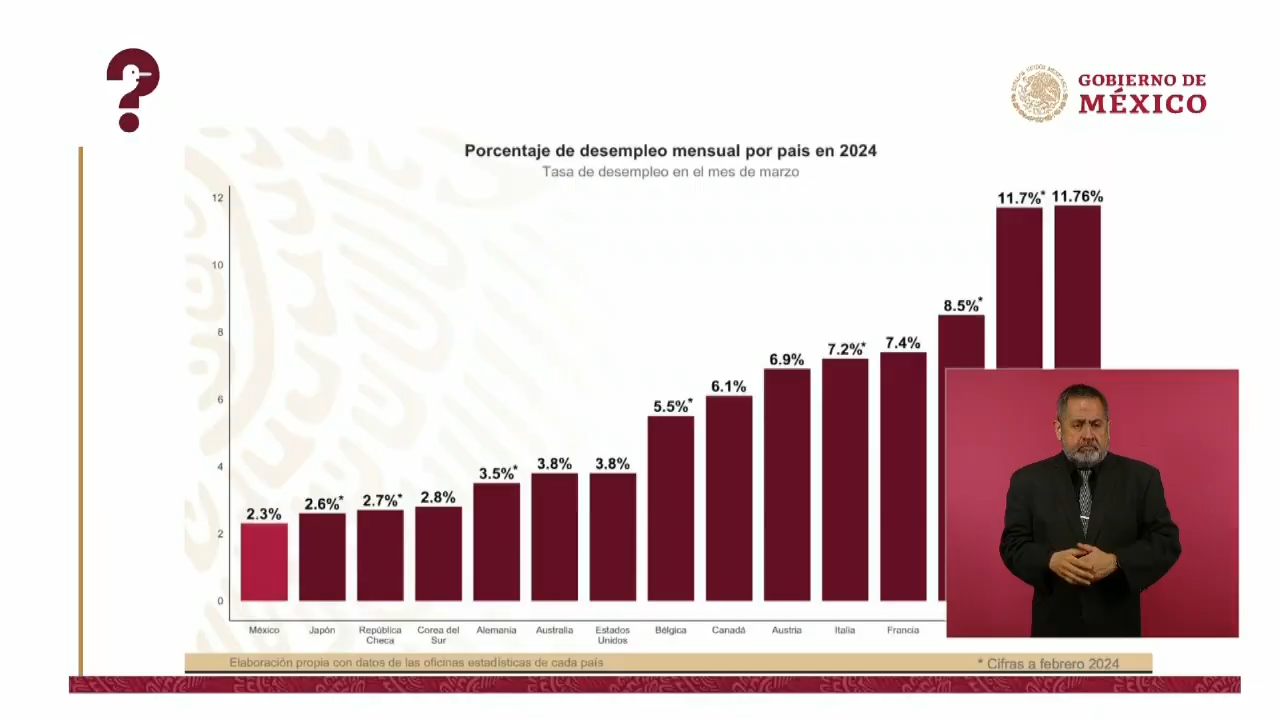 GOBIERNO DE
MÉXICO
Porcentaje de desempleo mensual por pais en 2024
Tasa de desempleo en el mes de marzo
12
10
8
6
4
2
0
2.3%
2.6%*
2.7%*
2.8%
3.5%*
3.8%
3.8%
5.5%*
6.1%
6.9%
7.2%*
7.4%
8.5%*
11.7%*
11.76%
México
Japón
República
Checa
Corea del
Sur
Alemania
Australia
Estados
Unidos
Bélgica
Canadá
Austria
Italia
Francia
Elaboración propia con datos de las oficinas estadísticas de cada país
* Cifras a febrero 2024